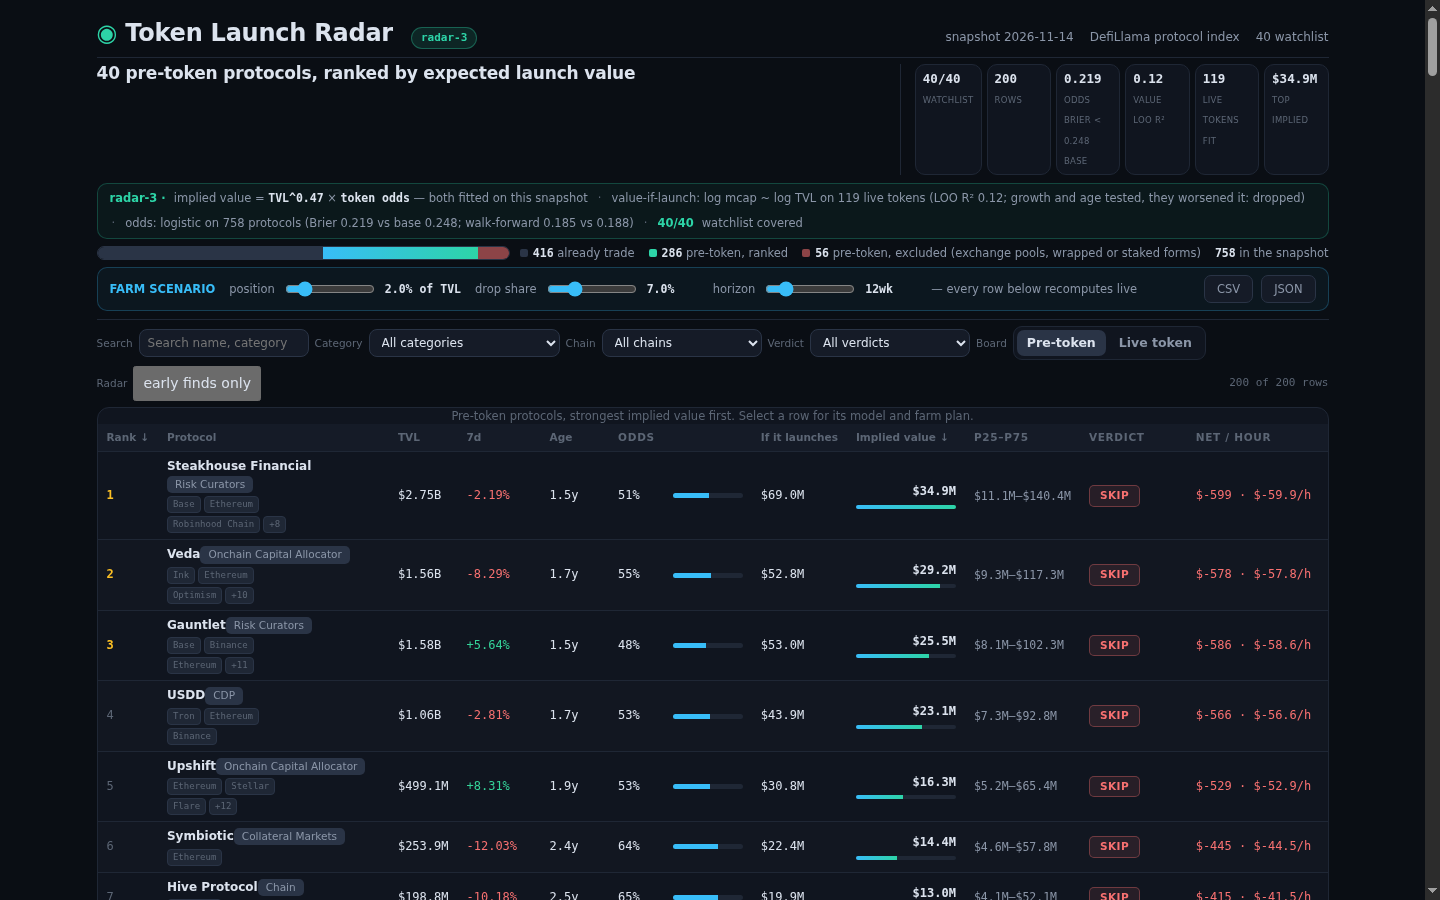 ◉ Token Launch Radar radar-3 snapshot 2026-11-14 DefiLlama protocol index 40 watchlist
40 pre-token protocols, ranked by expected launch value
40/40 WATCHLIST
200 ROWS
0.219 ODDS BRIER < 0.248 BASE
0.12 VALUE LOO R²
119 LIVE TOKENS FIT
$34.9M TOP IMPLIED
radar-3 · implied value = TVL^0.47 × token odds — both fitted on this snapshot · value-if-launch: log mcap ~ log TVL on 119 live tokens (LOO R² 0.12; growth and age tested, they worsened it: dropped)
· odds: logistic on 758 protocols (Brier 0.219 vs base 0.248; walk-forward 0.185 vs 0.188) · 40/40 watchlist covered
416 already trade 286 pre-token, ranked 56 pre-token, excluded (exchange pools, wrapped or staked forms) 758 in the snapshot
FARM SCENARIO position 2.0% of TVL drop share 7.0% horizon 12wk — every row below recomputes live CSV JSON
Search Search name, category Category All categories Chain All chains Verdict All verdicts Board Pre-token Live token
Radar early finds only 200 of 200 rows
Pre-token protocols, strongest implied value first. Select a row for its model and farm plan.
Rank ↓ Protocol TVL 7d Age ODDS If it launches Implied value ↓ P25–P75 VERDICT NET / HOUR
Steakhouse Financial
Risk Curators
Base Ethereum
Robinhood Chain +8
1 $2.75B -2.19% 1.5y 51% $69.0M $34.9M $11.1M–$140.4M SKIP $-599 · $-59.9/h
Veda Onchain Capital Allocator
Ink Ethereum
Optimism +10
2 $1.56B -8.29% 1.7y 55% $52.8M $29.2M $9.3M–$117.3M SKIP $-578 · $-57.8/h
Gauntlet Risk Curators
Base Binance
Ethereum +11
3 $1.58B +5.64% 1.5y 48% $53.0M $25.5M $8.1M–$102.3M SKIP $-586 · $-58.6/h
USDD CDP
Tron Ethereum
Binance
4 $1.06B -2.81% 1.7y 53% $43.9M $23.1M $7.3M–$92.8M SKIP $-566 · $-56.6/h
Upshift Onchain Capital Allocator
Ethereum Stellar
Flare +12
5 $499.1M +8.31% 1.9y 53% $30.8M $16.3M $5.2M–$65.4M SKIP $-529 · $-52.9/h
Symbiotic Collateral Markets
Ethereum
6 $253.9M -12.03% 2.4y 64% $22.4M $14.4M $4.6M–$57.8M SKIP $-445 · $-44.5/h
Hive Protocol Chain
7 $198.8M -10.18% 2.5y 65% $19.9M $13.0M $4.1M–$52.1M SKIP $-415 · $-41.5/h